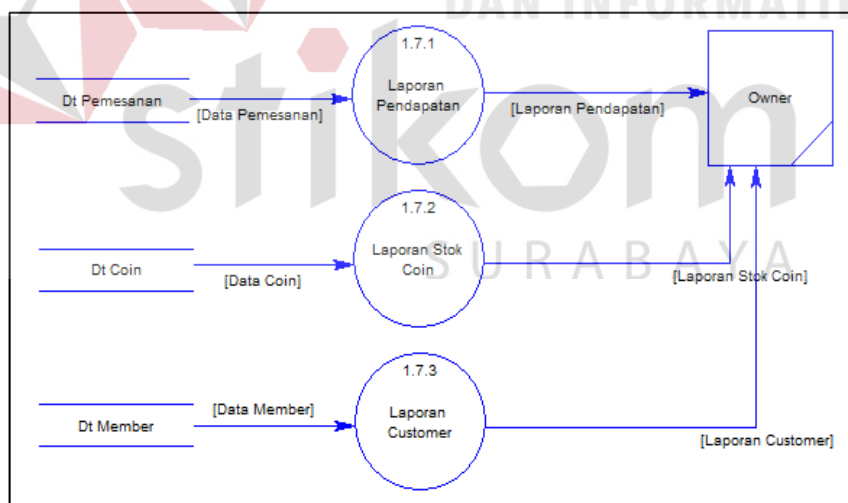 DAN INFORMATIK
stikom
SURABAYA
1.7.1
Laporan
Pendapatan
Dt Pemesanan
[Data Pemesanan]
[Laporan Pendapatan]
Owner
1.7.2
Laporan Stok
Coin
Dt Coin
[Data Coin]
[Laporan Stok Coin]
1.7.3
Laporan
Customer
Dt Member
[Data Member]
[Laporan Customer]